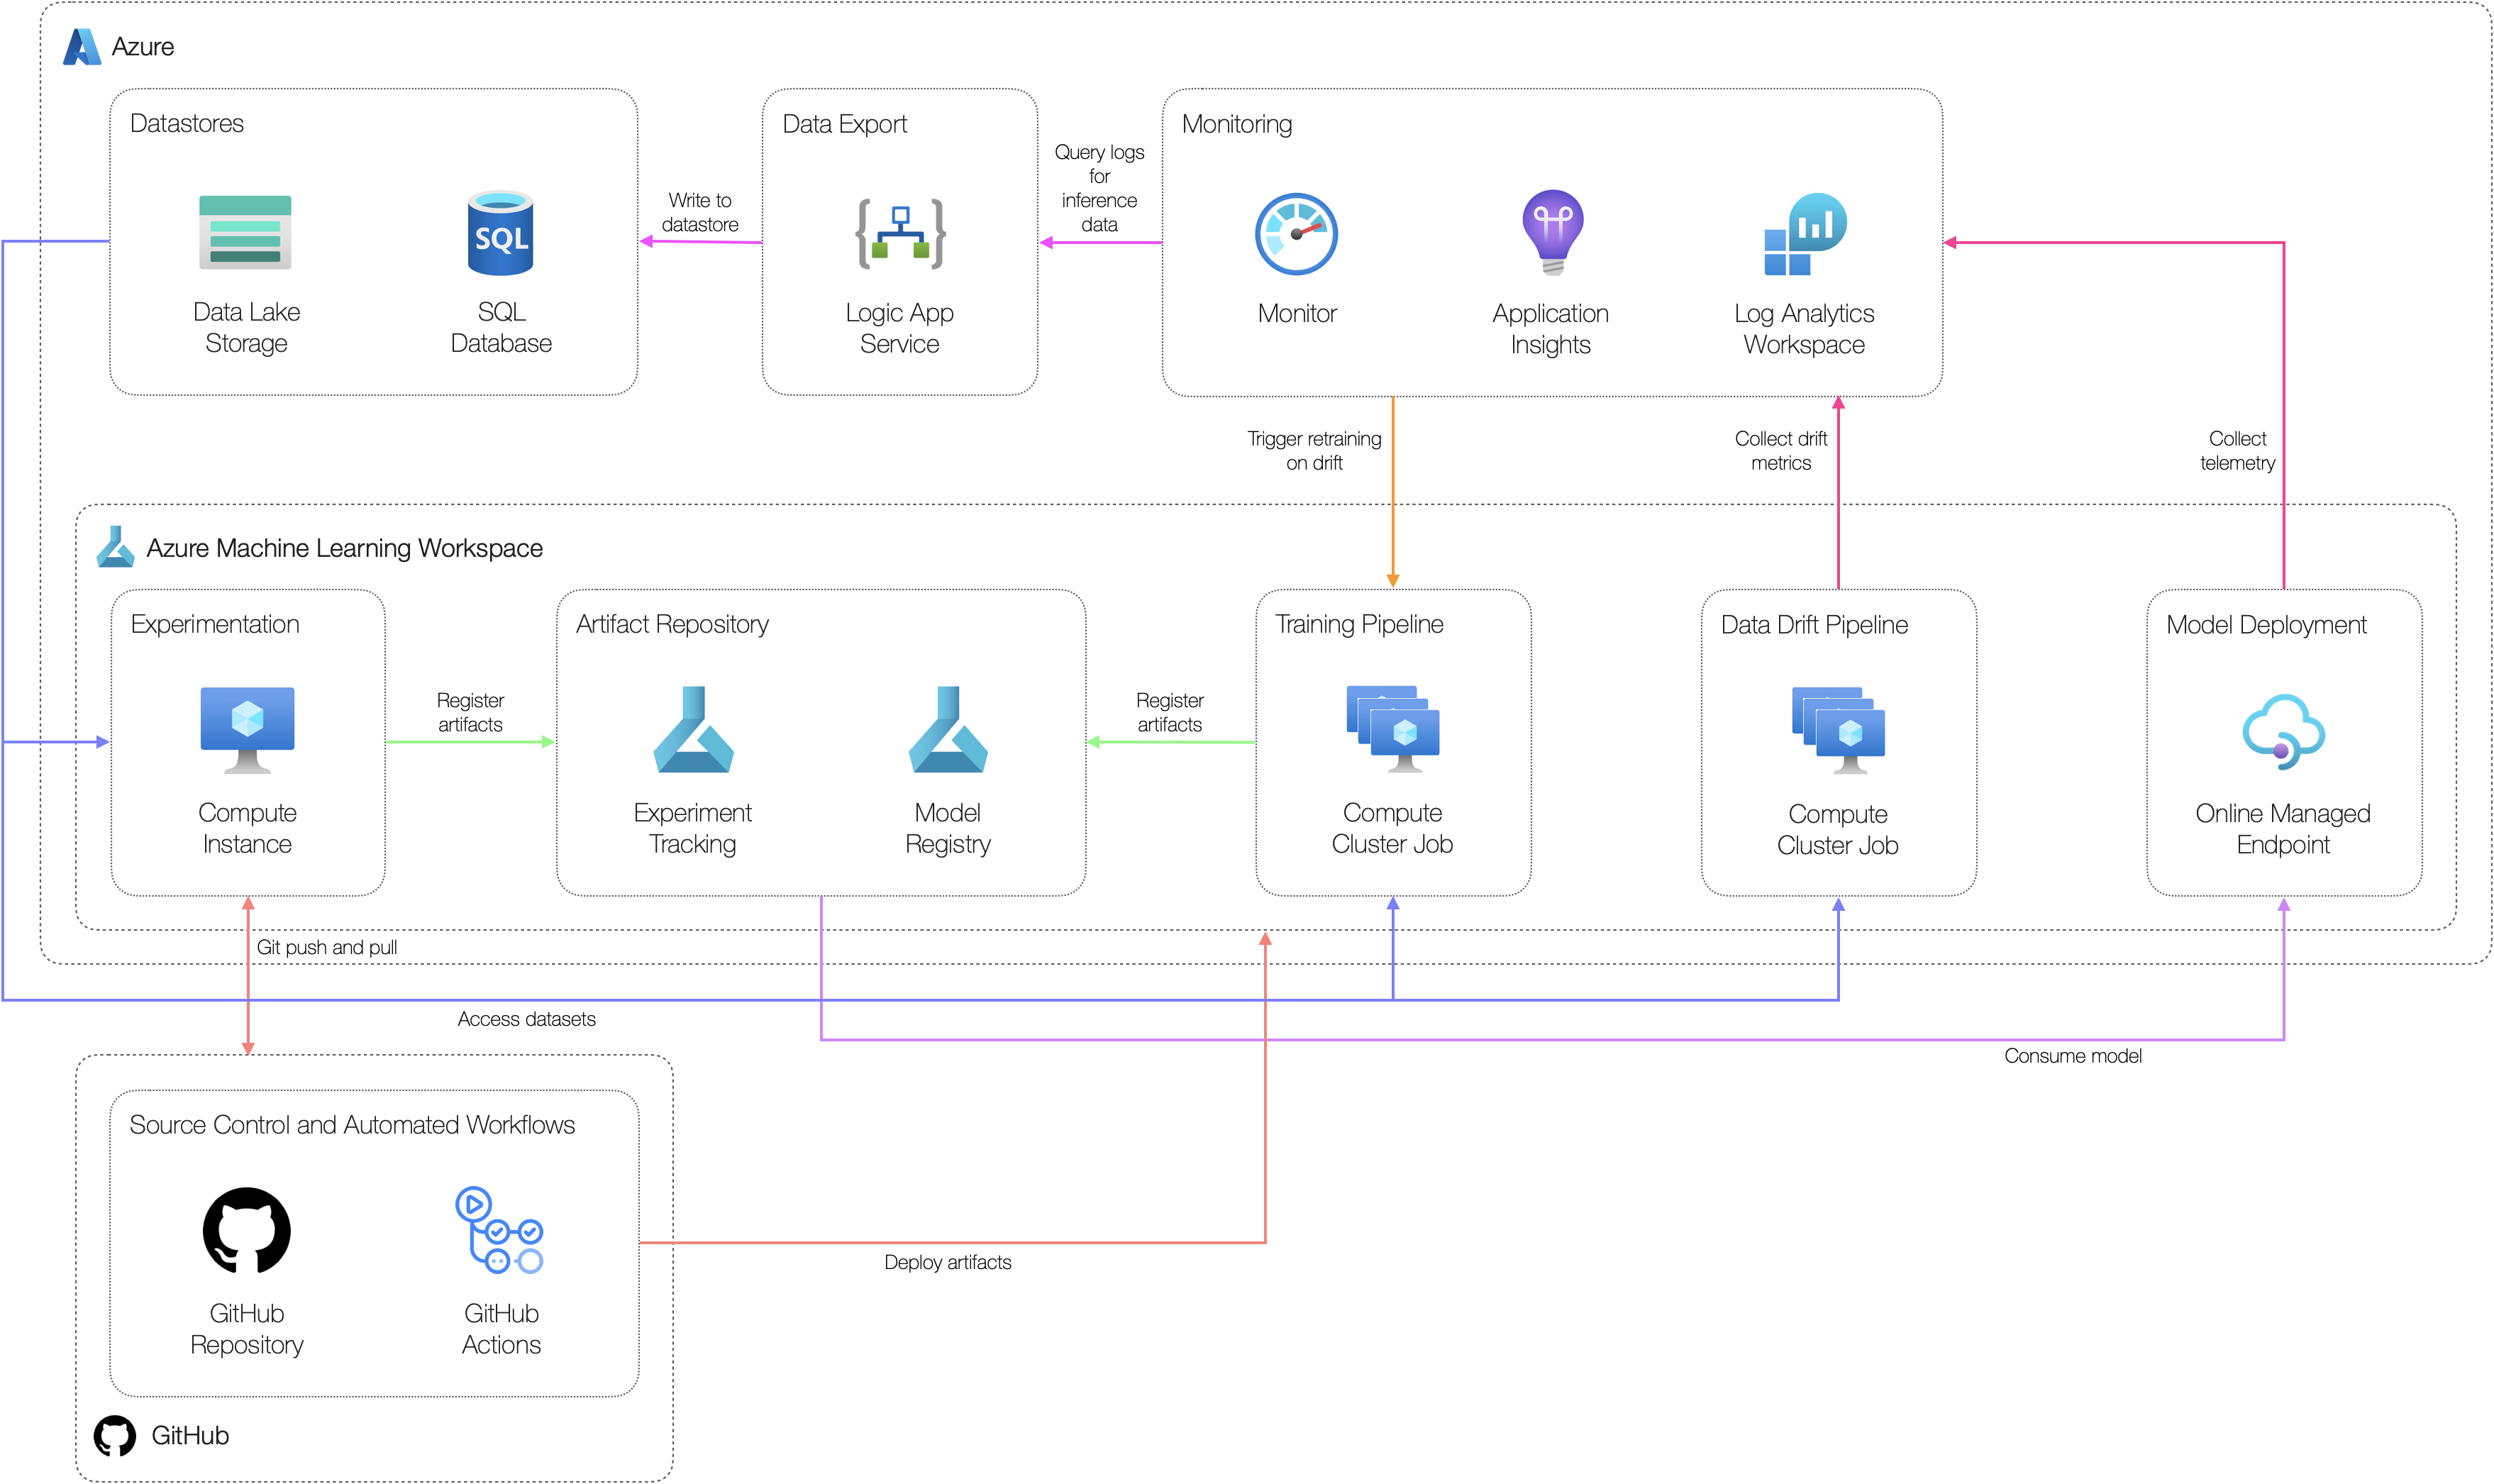 Azure
Datastores
Data Lake
Storage
SQL
SQL
Database
Write to
datastore
Data Export
Logic App
Service
Query logs
for
inference
data
Monitoring
Monitor
Application
Insights
Log Analytics
Workspace
Trigger retraining
on drift
Collect drift
metrics
Collect
telemetry
Azure Machine Learning Workspace
Experimentation
Compute
Instance
Register
artifacts
Artifact Repository
Experiment
Tracking
Model
Registry
Register
artifacts
Training Pipeline
Compute
Cluster Job
Data Drift Pipeline
Compute
Cluster Job
Model Deployment
Online Managed
Endpoint
Git push and pull
Access datasets
Consume model
Source Control and Automated Workflows
GitHub
Repository
GitHub
Actions
Deploy artifacts
GitHub